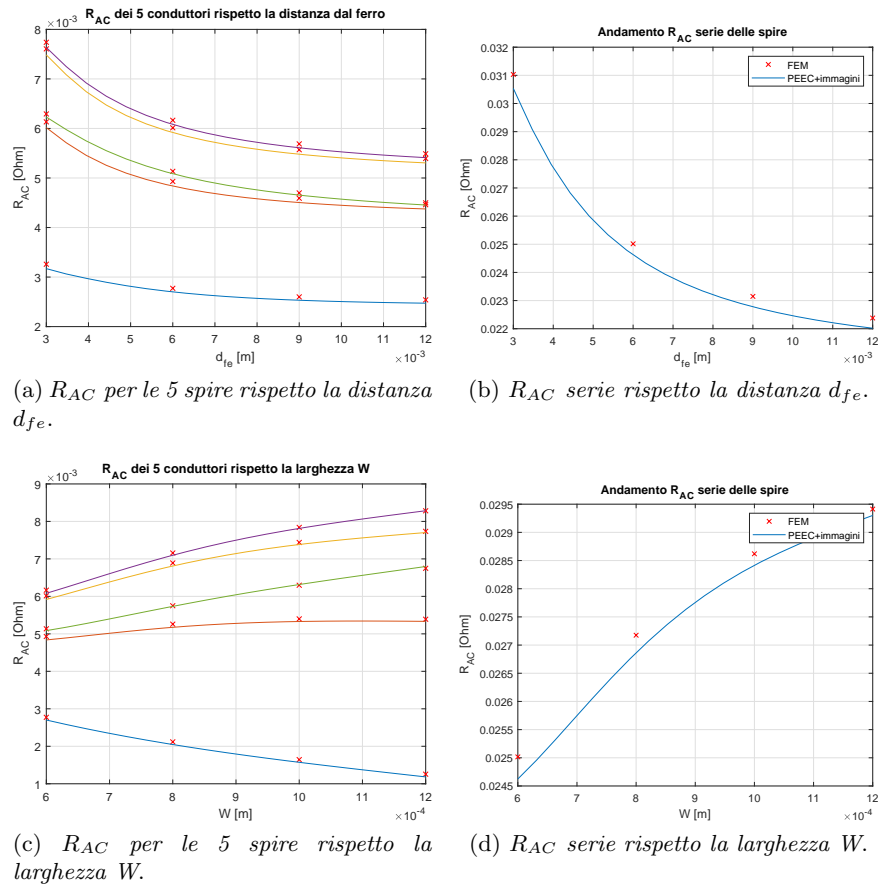 R_AC dei 5 conduttori rispetto la distanza dal ferro
×10^-3
8
7
6
5
4
3
2
R_AC [Ohm]
3 4 5 6 7 8 9 10 11 12
d_fe [m]
×10^-3
(a) R_AC per le 5 spire rispetto la distanza
d_fe.
Andamento R_AC serie delle spire
FEM
PEEC+immagini
0.031
0.03
0.029
0.028
0.027
0.026
0.025
0.024
0.023
0.022
R_AC [Ohm]
3 4 5 6 7 8 9 10 11 12
d_fe [m]
×10^-3
(b) R_AC serie rispetto la distanza d_fe.
R_AC dei 5 conduttori rispetto la larghezza W
×10^-3
9
8
7
6
5
4
3
2
1
R_AC [Ohm]
6 7 8 9 10 11 12
W [m]
×10^-4
(c) R_AC per le 5 spire rispetto la
larghezza W.
Andamento R_AC serie delle spire
FEM
PEEC+immagini
0.0295
0.029
0.0285
0.028
0.0275
0.027
0.0265
0.026
0.0255
0.025
0.0245
R_AC [Ohm]
6 7 8 9 10 11 12
W [m]
×10^-4
(d) R_AC serie rispetto la larghezza W.